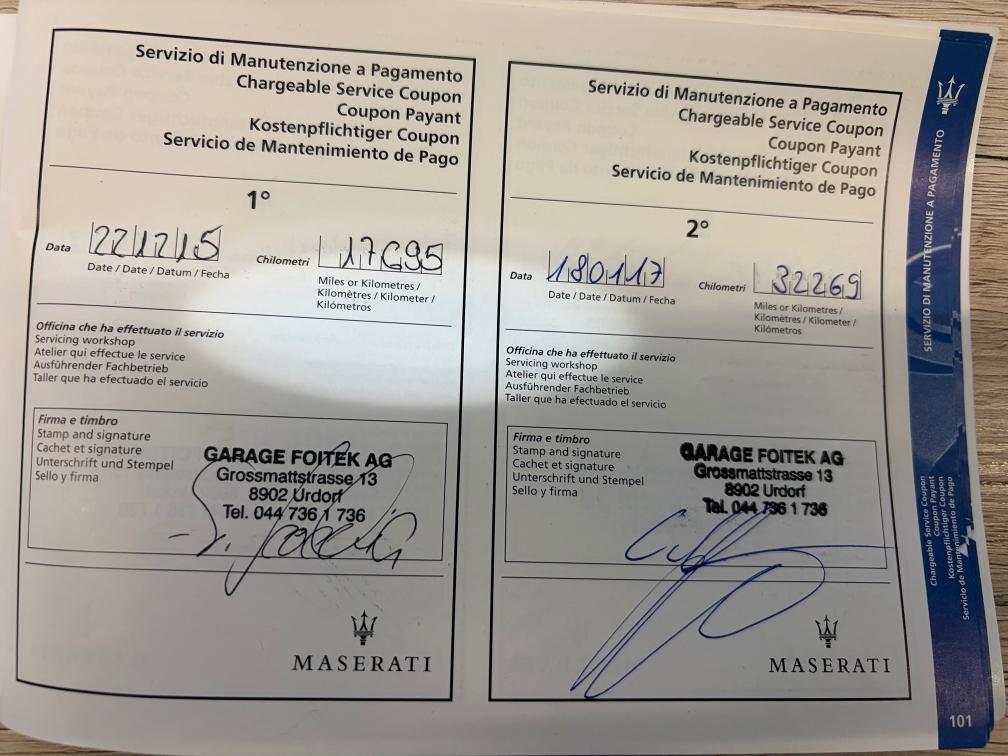 Servizio di Manutenzione a Pagamento
Chargeable Service Coupon
Coupon Payant
Kostenpflichtiger Coupon
Servicio de Mantenimiento de Pago
1°
Data 22 12 15 Chilometri 17695
Date / Date / Datum / Fecha
Miles or Kilometres /
Kilomètres / Kilometer /
Kilómetros
Officina che ha effettuato il servizio
Servicing workshop
Atelier qui effectue le service
Ausführender Fachbetrieb
Taller que ha efectuado el servicio
Firma e timbro
Stamp and signature
Cachet et signature
Unterschrift und Stempel
Sello y firma
GARAGE FOITEK AG
Grossmattstrasse 13
8902 Urdorf
Tel. 044 736 1 736
MASERATI
Servizio di Manutenzione a Pagamento
Chargeable Service Coupon
Coupon Payant
Kostenpflichtiger Coupon
Servicio de Mantenimiento de Pago
2°
Data 180117 Chilometri 32269
Date / Date / Datum / Fecha
Miles or Kilometres /
Kilomètres / Kilometer /
Kilómetros
Officina che ha effettuato il servizio
Servicing workshop
Atelier qui effectue le service
Ausführender Fachbetrieb
Taller que ha efectuado el servicio
Firma e timbro
Stamp and signature
Cachet et signature
Unterschrift und Stempel
Sello y firma
GARAGE FOITEK AG
Grossmattstrasse 13
8902 Urdorf
Tel. 044 736 1 736
MASERATI
SERVIZIO DI MANUTENZIONE A PAGAMENTO
Chargeable Service Coupon
Coupon Payant
Kostenpflichtiger Coupon
Servicio de Mantenimiento de Pago
101